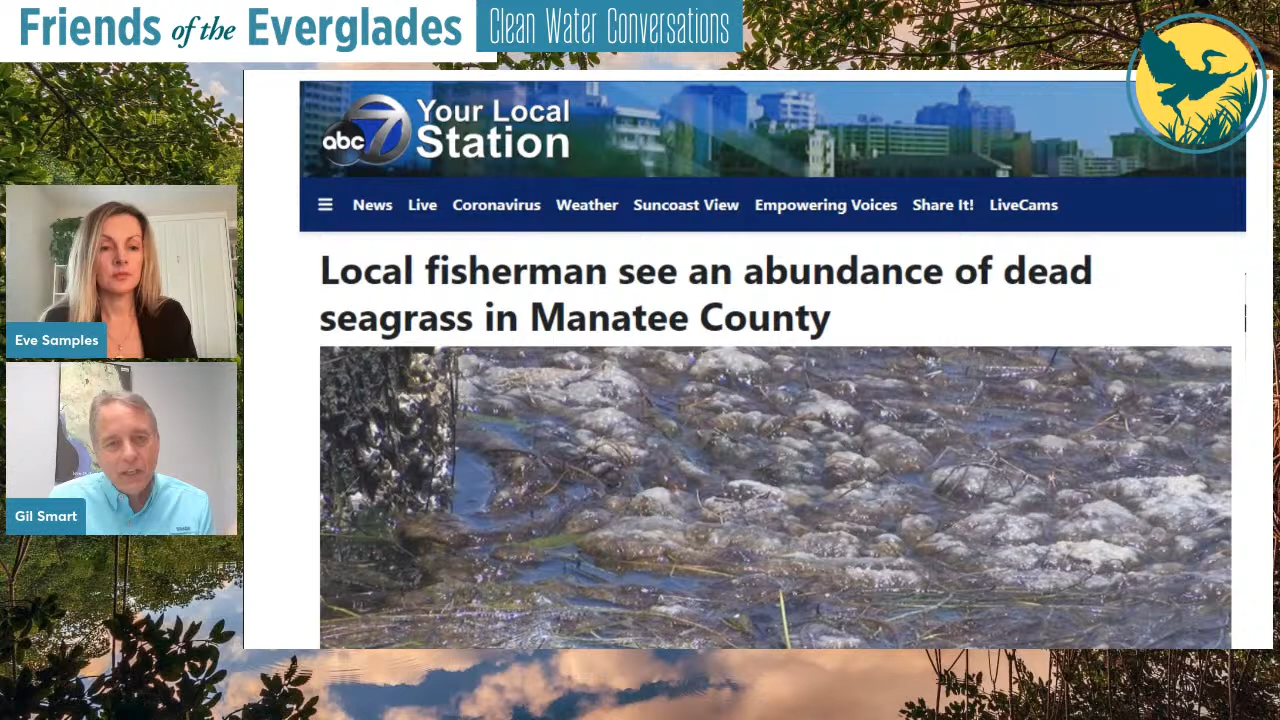 Friends of the Everglades
Clean Water Conversations
abc 7
Your Local
Station
☰ News Live Coronavirus Weather Suncoast View Empowering Voices Share It! LiveCams
Local fisherman see an abundance of dead
seagrass in Manatee County
Eve Samples
Gil Smart